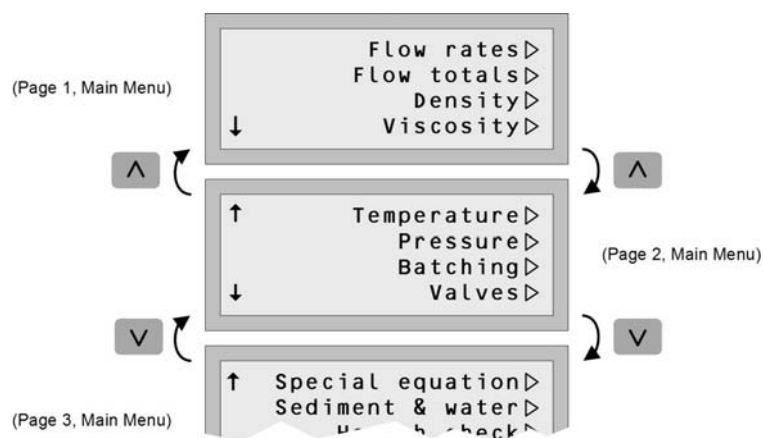 Flow rates▷
Flow totals▷
Density▷
↓ Viscosity▷
(Page 1, Main Menu)
∧ ∧
↑ Temperature▷
Pressure▷
Batching▷
↓ Valves▷
(Page 2, Main Menu)
∨ ∨
↑ Special equation▷
Sediment & water▷
(Page 3, Main Menu)